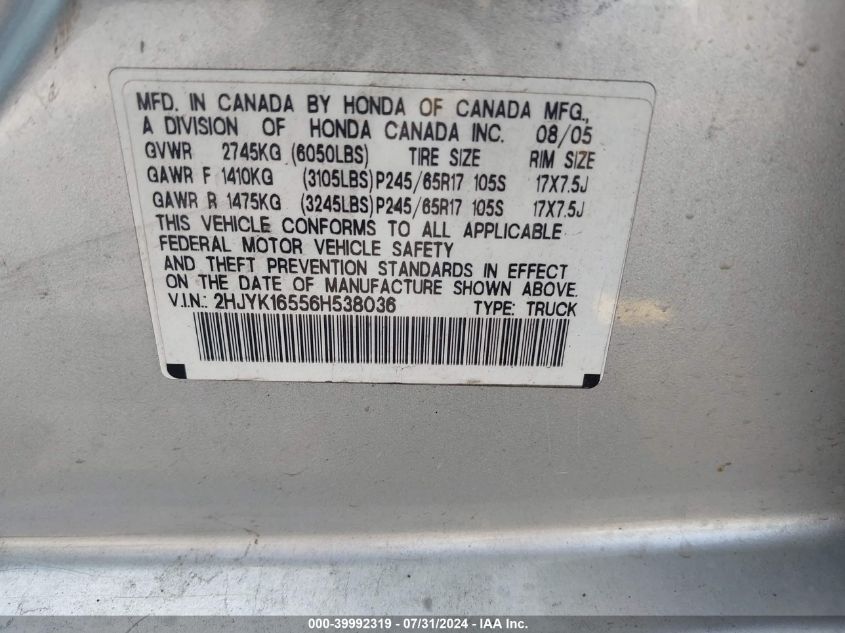 MFD. IN CANADA BY HONDA OF CANADA MFG.,
A DIVISION OF HONDA CANADA INC. 08/05
GVWR 2745KG (6050LBS) TIRE SIZE RIM SIZE
GAWR F 1410KG (3105LBS) P245/65R17 105S 17X7.5J
GAWR R 1475KG (3245LBS) P245/65R17 105S 17X7.5J
THIS VEHICLE CONFORMS TO ALL APPLICABLE
FEDERAL MOTOR VEHICLE SAFETY
AND THEFT PREVENTION STANDARDS IN EFFECT
ON THE DATE OF MANUFACTURE SHOWN ABOVE.
V.I.N.: 2HJYK16556H538036 TYPE: TRUCK
000-39992319 - 07/31/2024 - IAA Inc.